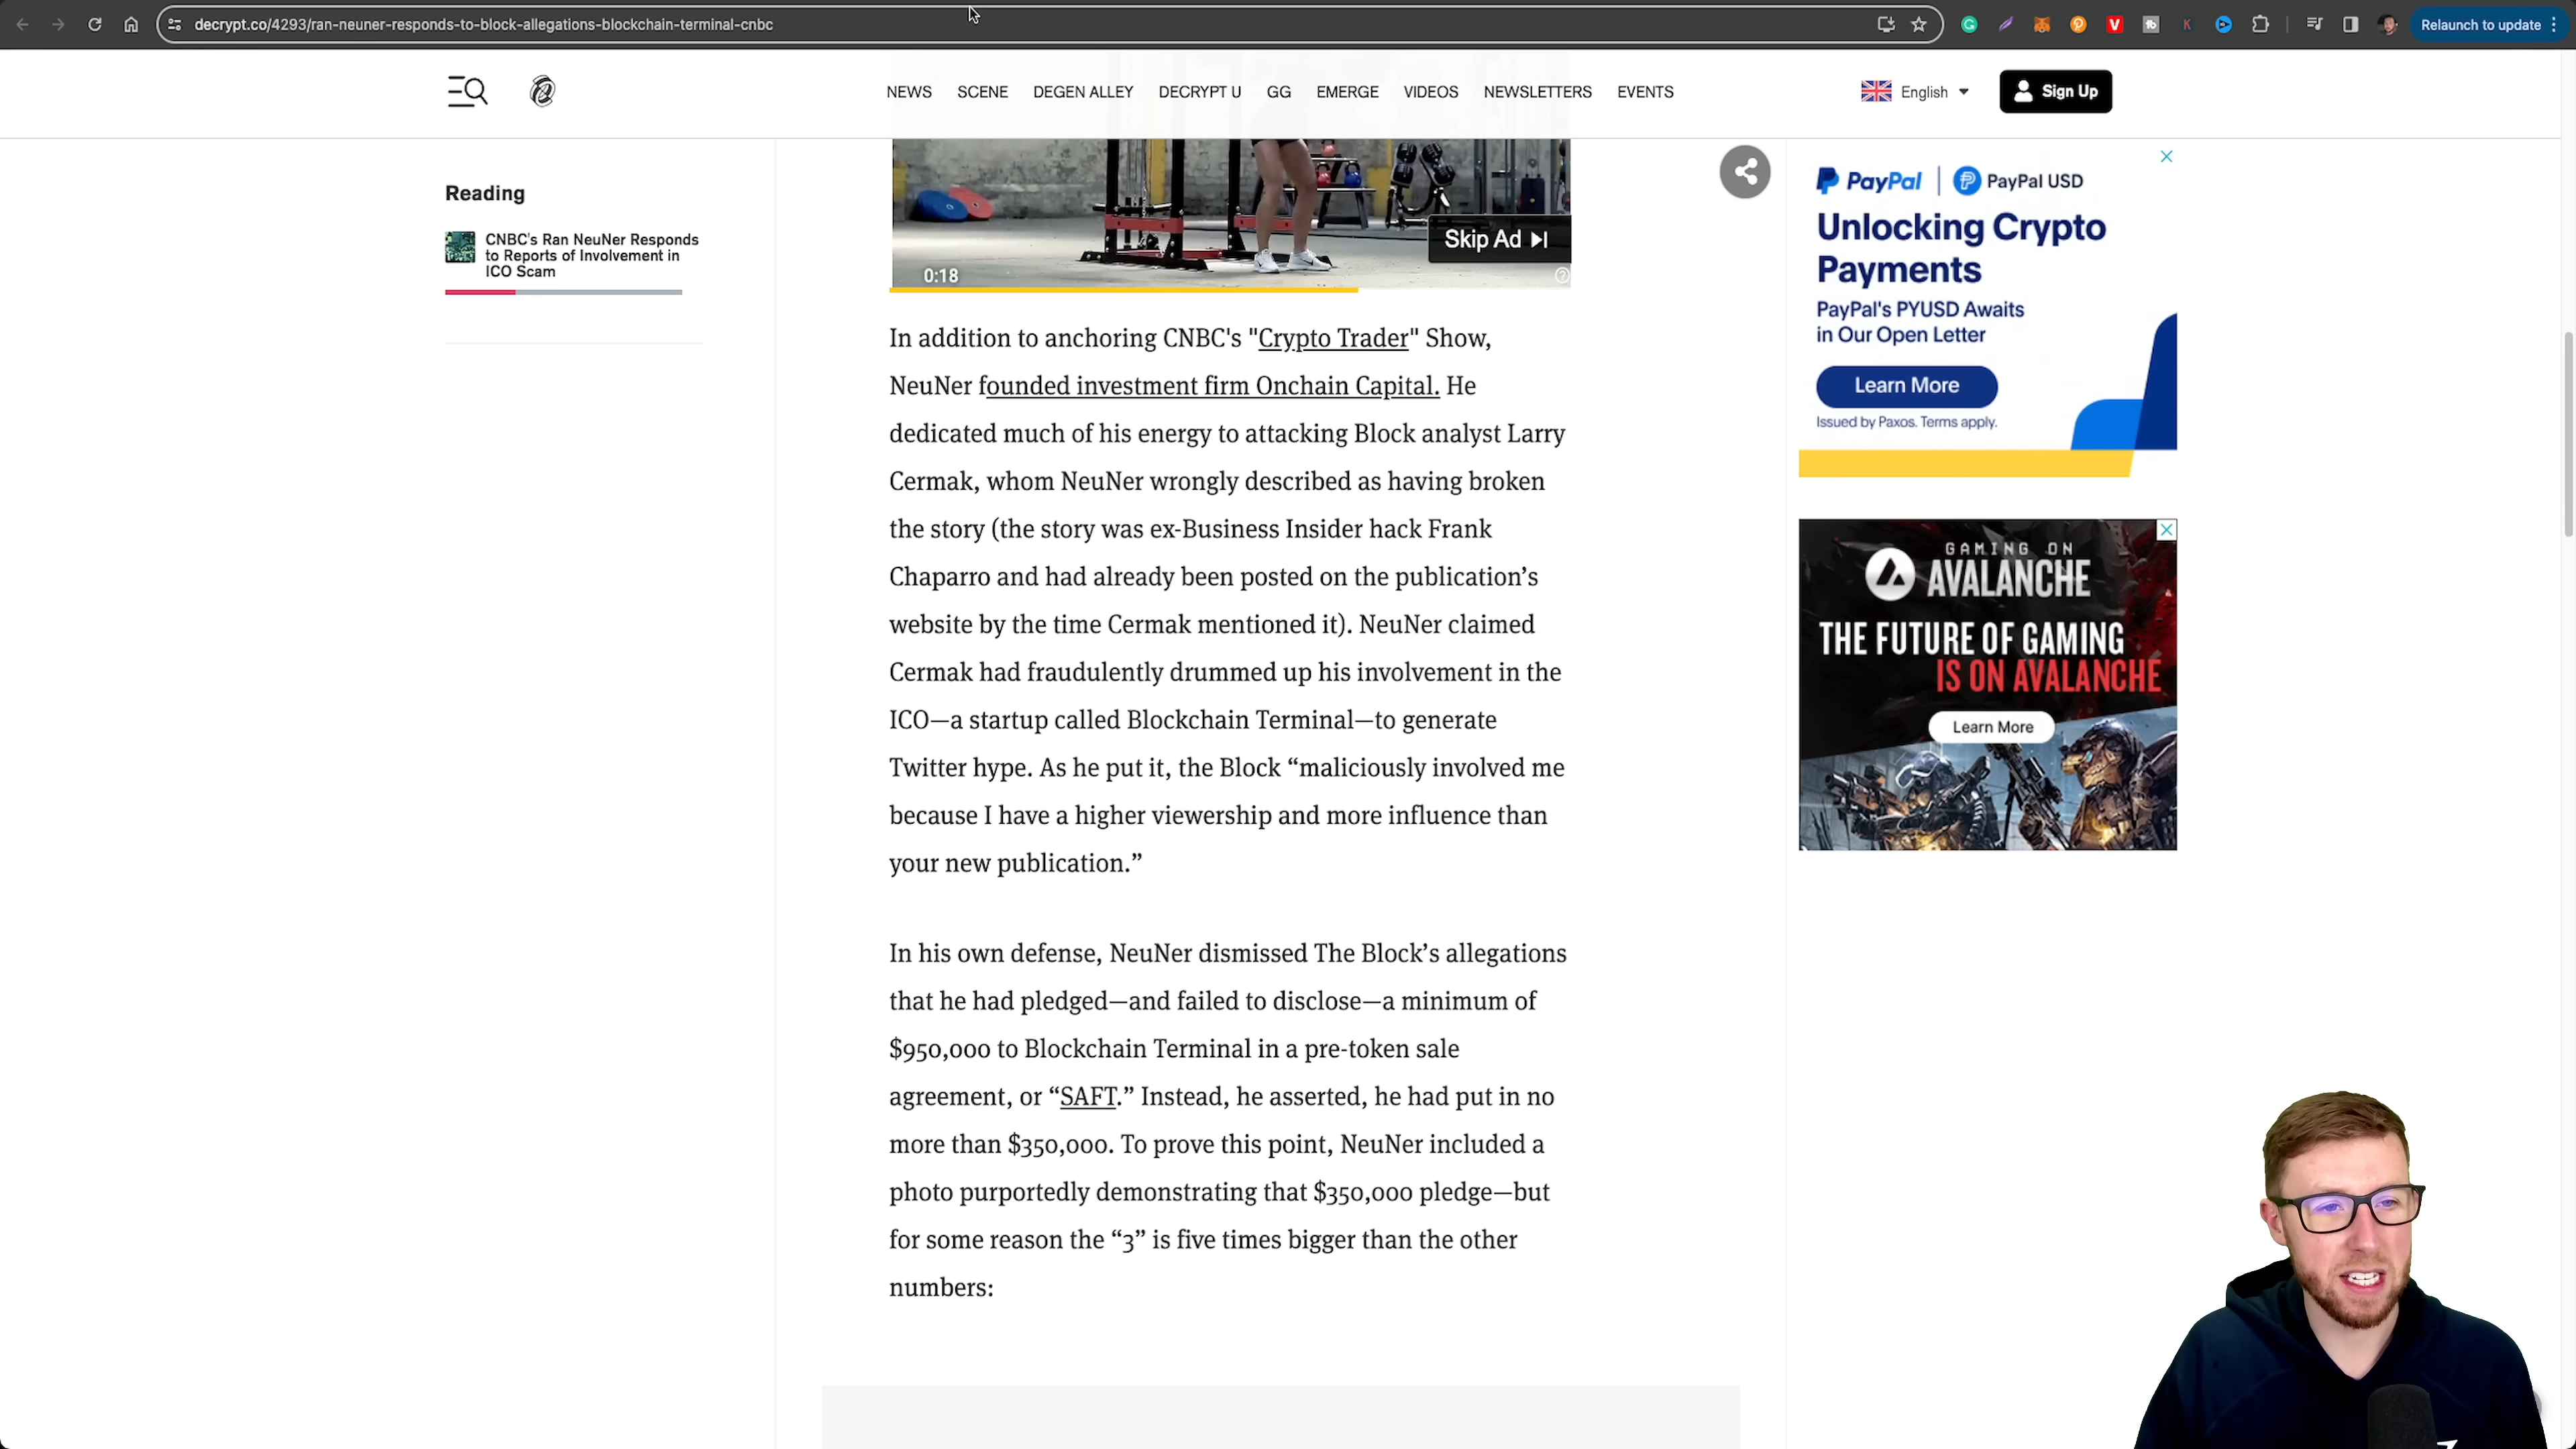 decrypt.co/4293/ran-neuner-responds-to-block-allegations-blockchain-terminal-cnbc
Relaunch to update
NEWS SCENE DEGEN ALLEY DECRYPT U GG EMERGE VIDEOS NEWSLETTERS EVENTS
English
Sign Up
Reading
CNBC's Ran NeuNer Responds
to Reports of Involvement in
ICO Scam
Skip Ad
0:18
In addition to anchoring CNBC's "Crypto Trader" Show,
NeuNer founded investment firm Onchain Capital. He
dedicated much of his energy to attacking Block analyst Larry
Cermak, whom NeuNer wrongly described as having broken
the story (the story was ex-Business Insider hack Frank
Chaparro and had already been posted on the publication’s
website by the time Cermak mentioned it). NeuNer claimed
Cermak had fraudulently drummed up his involvement in the
ICO—a startup called Blockchain Terminal—to generate
Twitter hype. As he put it, the Block “maliciously involved me
because I have a higher viewership and more influence than
your new publication.”
In his own defense, NeuNer dismissed The Block’s allegations
that he had pledged—and failed to disclose—a minimum of
$950,000 to Blockchain Terminal in a pre-token sale
agreement, or “SAFT.” Instead, he asserted, he had put in no
more than $350,000. To prove this point, NeuNer included a
photo purportedly demonstrating that $350,000 pledge—but
for some reason the “3” is five times bigger than the other
numbers:
PayPal
PayPal USD
Unlocking Crypto
Payments
PayPal's PYUSD Awaits
in Our Open Letter
Learn More
Issued by Paxos. Terms apply.
GAMING ON
AVALANCHE
THE FUTURE OF GAMING
IS ON AVALANCHE
Learn More